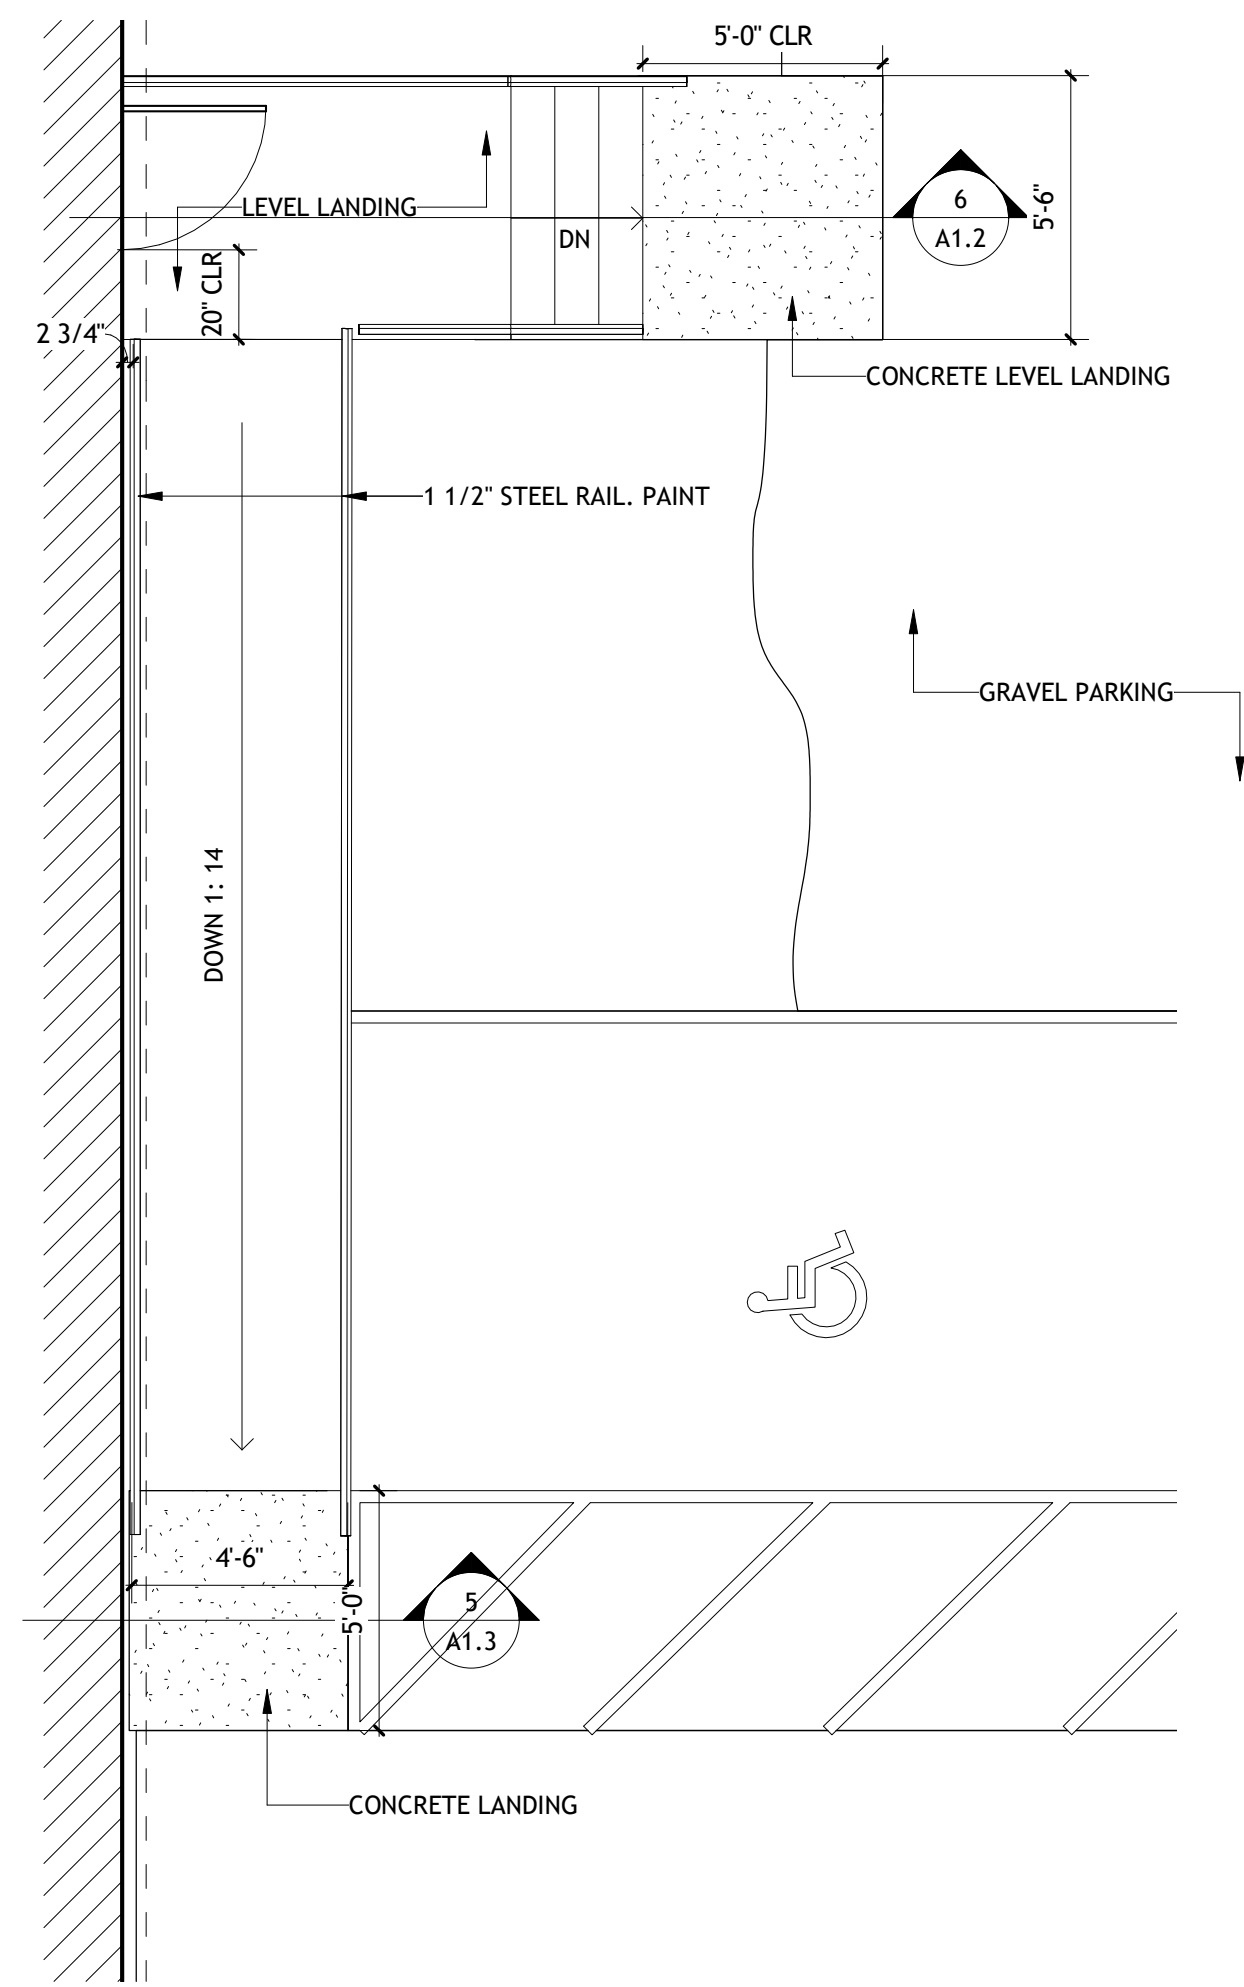 5'-0" CLR
LEVEL LANDING
6
A1.2
5'-6"
DN
20" CLR
2 3/4"
CONCRETE LEVEL LANDING
1 1/2" STEEL RAIL. PAINT
GRAVEL PARKING
DOWN 1: 14
4'-6"
5'-0"
5
A1.3
CONCRETE LANDING